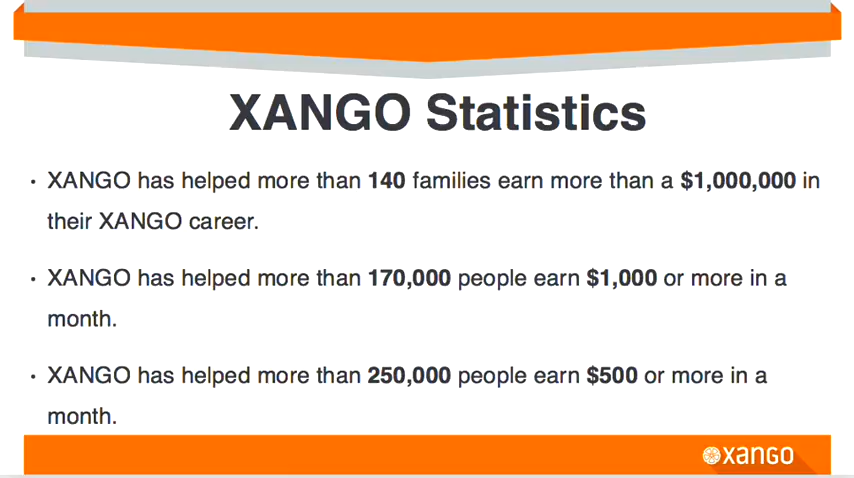 XANGO Statistics
• XANGO has helped more than 140 families earn more than a $1,000,000 in
their XANGO career.
• XANGO has helped more than 170,000 people earn $1,000 or more in a
month.
• XANGO has helped more than 250,000 people earn $500 or more in a
month.
xango